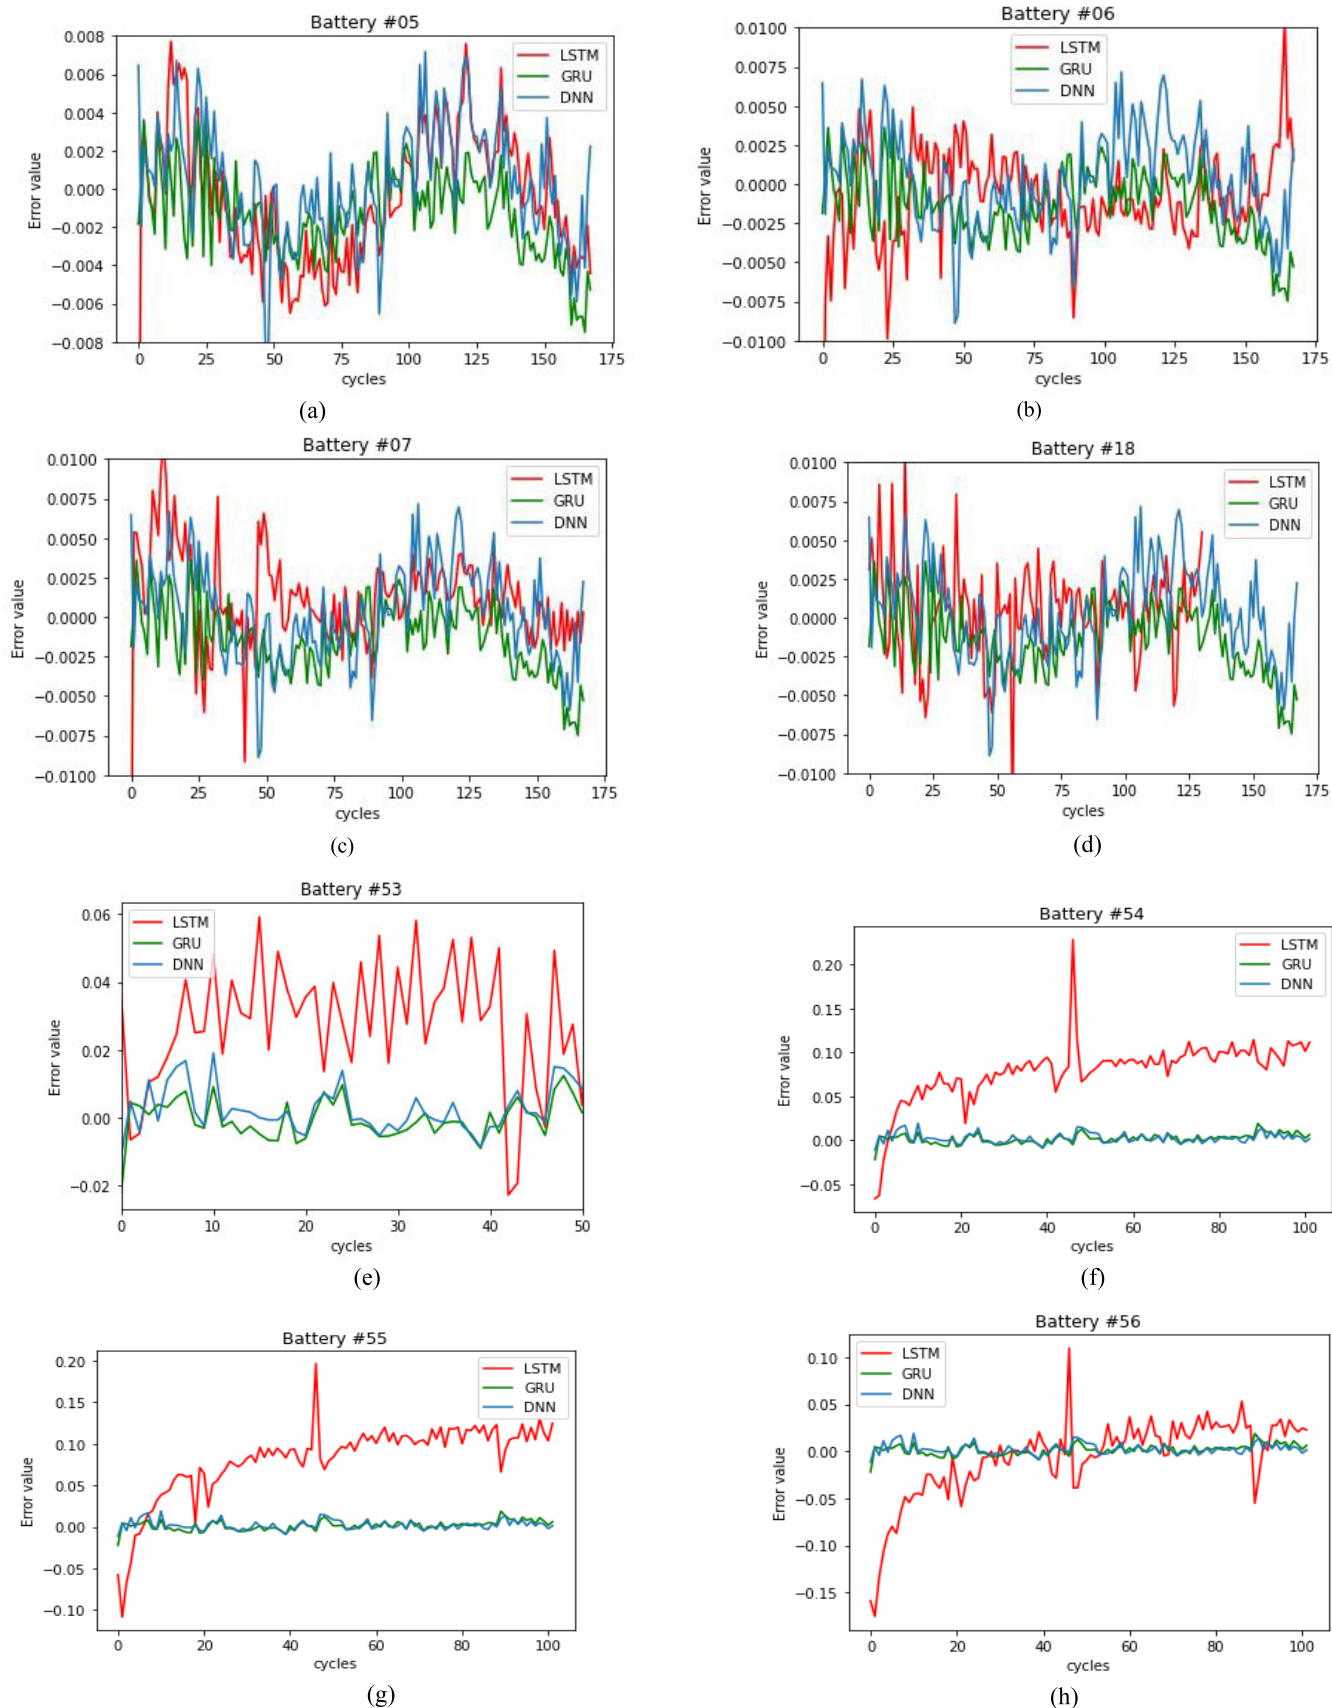 Battery #05
0.008
0.006
0.004
0.002
0.000
−0.002
−0.004
−0.006
−0.008
Error value
LSTM
GRU
DNN
0 25 50 75 100 125 150 175
cycles
(a)
Battery #06
0.0100
0.0075
0.0050
0.0025
0.0000
−0.0025
−0.0050
−0.0075
−0.0100
Error value
LSTM
GRU
DNN
0 25 50 75 100 125 150 175
cycles
(b)
Battery #07
0.0100
0.0075
0.0050
0.0025
0.0000
−0.0025
−0.0050
−0.0075
−0.0100
Error value
LSTM
GRU
DNN
0 25 50 75 100 125 150 175
cycles
(c)
Battery #18
0.0100
0.0075
0.0050
0.0025
0.0000
−0.0025
−0.0050
−0.0075
−0.0100
Error value
LSTM
GRU
DNN
0 25 50 75 100 125 150 175
cycles
(d)
Battery #53
0.06
0.04
0.02
0.00
−0.02
Error value
LSTM
GRU
DNN
0 10 20 30 40 50
cycles
(e)
Battery #54
0.20
0.15
0.10
0.05
0.00
−0.05
Error value
LSTM
GRU
DNN
0 20 40 60 80 100
cycles
(f)
Battery #55
0.20
0.15
0.10
0.05
0.00
−0.05
−0.10
Error value
LSTM
GRU
DNN
0 20 40 60 80 100
cycles
(g)
Battery #56
0.10
0.05
0.00
−0.05
−0.10
−0.15
Error value
LSTM
GRU
DNN
0 20 40 60 80 100
cycles
(h)